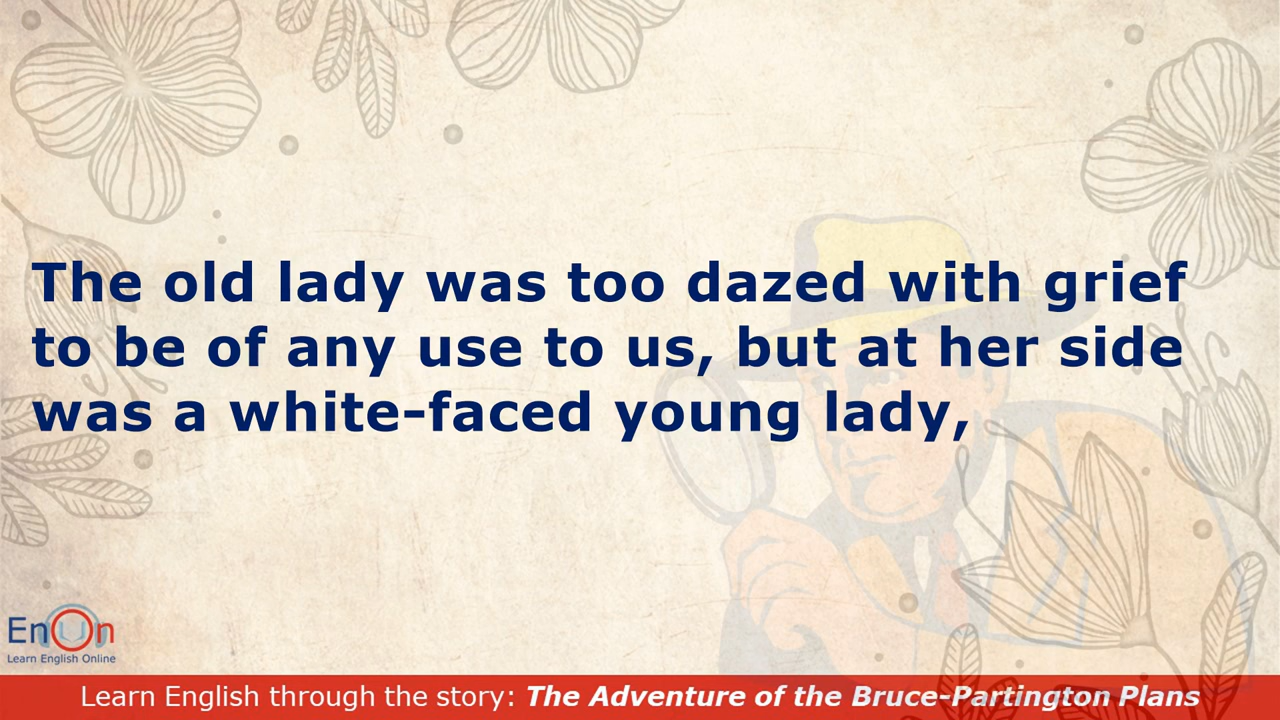 The old lady was too dazed with grief
to be of any use to us, but at her side
was a white-faced young lady,
EnOn
Learn English Online
Learn English through the story: The Adventure of the Bruce-Partington Plans